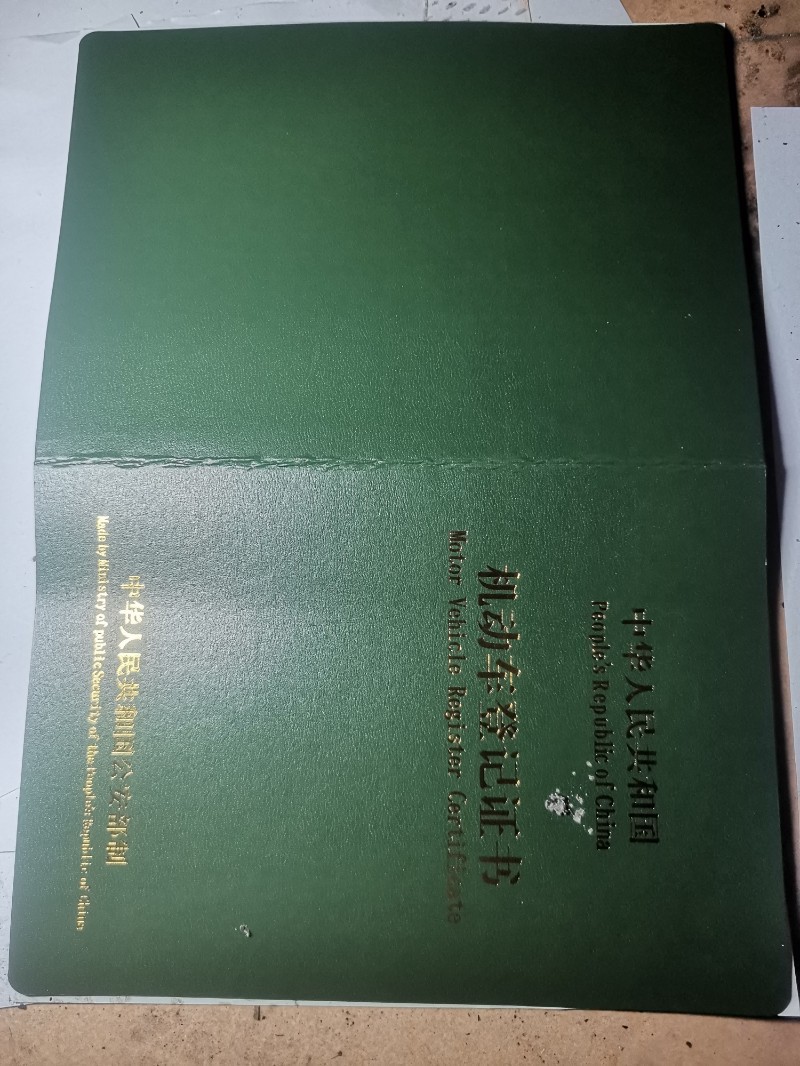 中华人民共和国
People's Republic of China
机动车登记证书
Motor Vehicle Register Certificate
中华人民共和国公安部制
Made by Ministry of public Security of the People's Republic of China